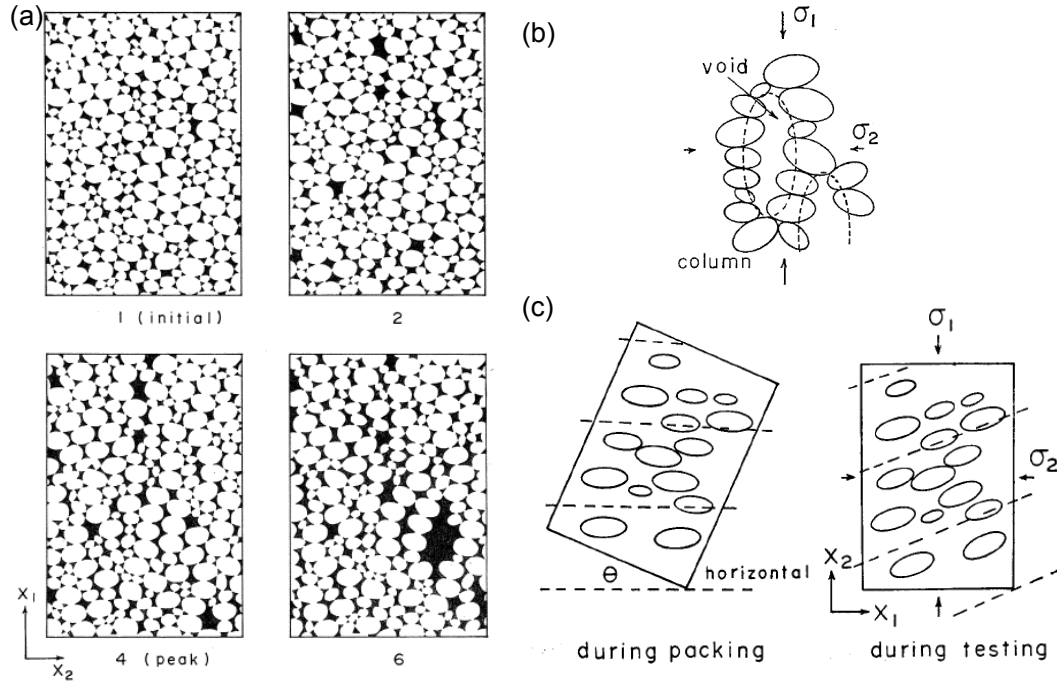 (a)
1 (initial)
2
4 (peak)
6
X₁
X₂
(b)
σ₁
void
σ₂
column
(c)
θ
horizontal
during packing
σ₁
σ₂
X₂
X₁
during testing